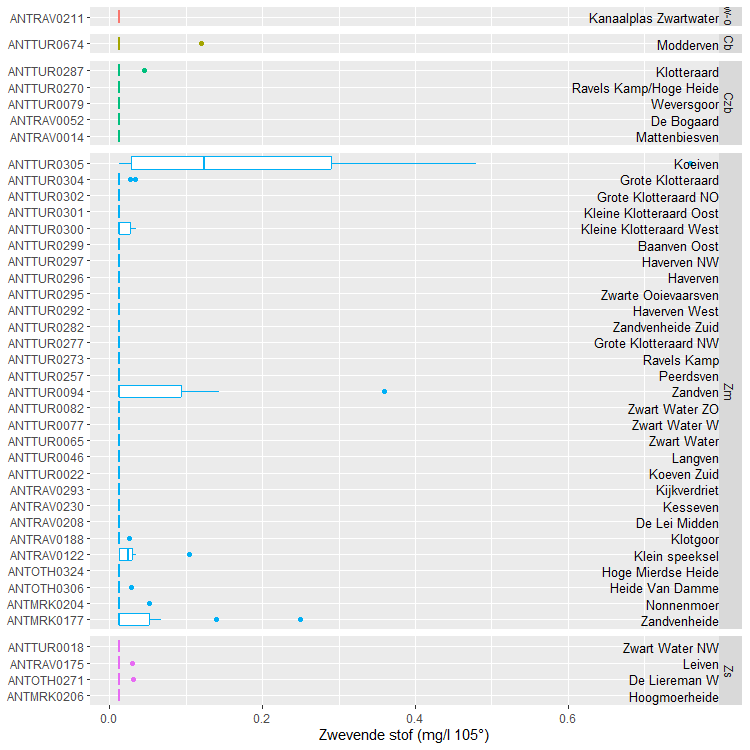 ANTRAV0211 Kanaalplas Zwartwater
ANTTUR0674 Modderven Cb
ANTTUR0287 Klotteraard
ANTTUR0270 Ravels Kamp/Hoge Heide
ANTTUR0079 Weversgoor Czb
ANTRAV0052 De Bogaard
ANTRAV0014 Mattenbiesven
ANTTUR0305 Koeiven
ANTTUR0304 Grote Klotteraard
ANTTUR0302 Grote Klotteraard NO
ANTTUR0301 Kleine Klotteraard Oost
ANTTUR0300 Kleine Klotteraard West
ANTTUR0299 Baanven Oost
ANTTUR0297 Haverven NW
ANTTUR0296 Haverven
ANTTUR0295 Zwarte Ooievaarsven
ANTTUR0292 Haverven West
ANTTUR0282 Zandvenheide Zuid
ANTTUR0277 Grote Klotteraard NW
ANTTUR0273 Ravels Kamp
ANTTUR0257 Peerdsven
ANTTUR0094 Zandven Zm
ANTTUR0082 Zwart Water ZO
ANTTUR0077 Zwart Water W
ANTTUR0065 Zwart Water
ANTTUR0046 Langven
ANTTUR0022 Koeven Zuid
ANTRAV0293 Kijkverdriet
ANTRAV0230 Kesseven
ANTRAV0208 De Lei Midden
ANTRAV0188 Klotgoor
ANTRAV0122 Klein speeksel
ANTOTH0324 Hoge Mierdse Heide
ANTOTH0306 Heide Van Damme
ANTMRK0204 Nonnenmoer
ANTMRK0177 Zandvenheide
ANTTUR0018 Zwart Water NW
ANTRAV0175 Leiven Zs
ANTOTH0271 De Liereman W
ANTMRK0206 Hoogmoerheide
0.0 0.2 0.4 0.6
Zwevende stof (mg/l 105°)